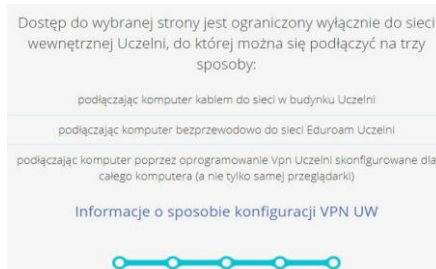 Dostęp do wybranej strony jest ograniczony wyłącznie do sieci
wewnętrznej Uczelni, do której można się podłączyć na trzy
sposoby:
podłączając komputer kablem do sieci w budynku Uczelni
podłączając komputer bezprzewodowo do sieci Eduroam Uczelni
podłączając komputer poprzez oprogramowanie Vpn Uczelni skonfigurowane dla
całego komputera (a nie tylko samej przeglądarki)
Informacje o sposobie konfiguracji VPN UW